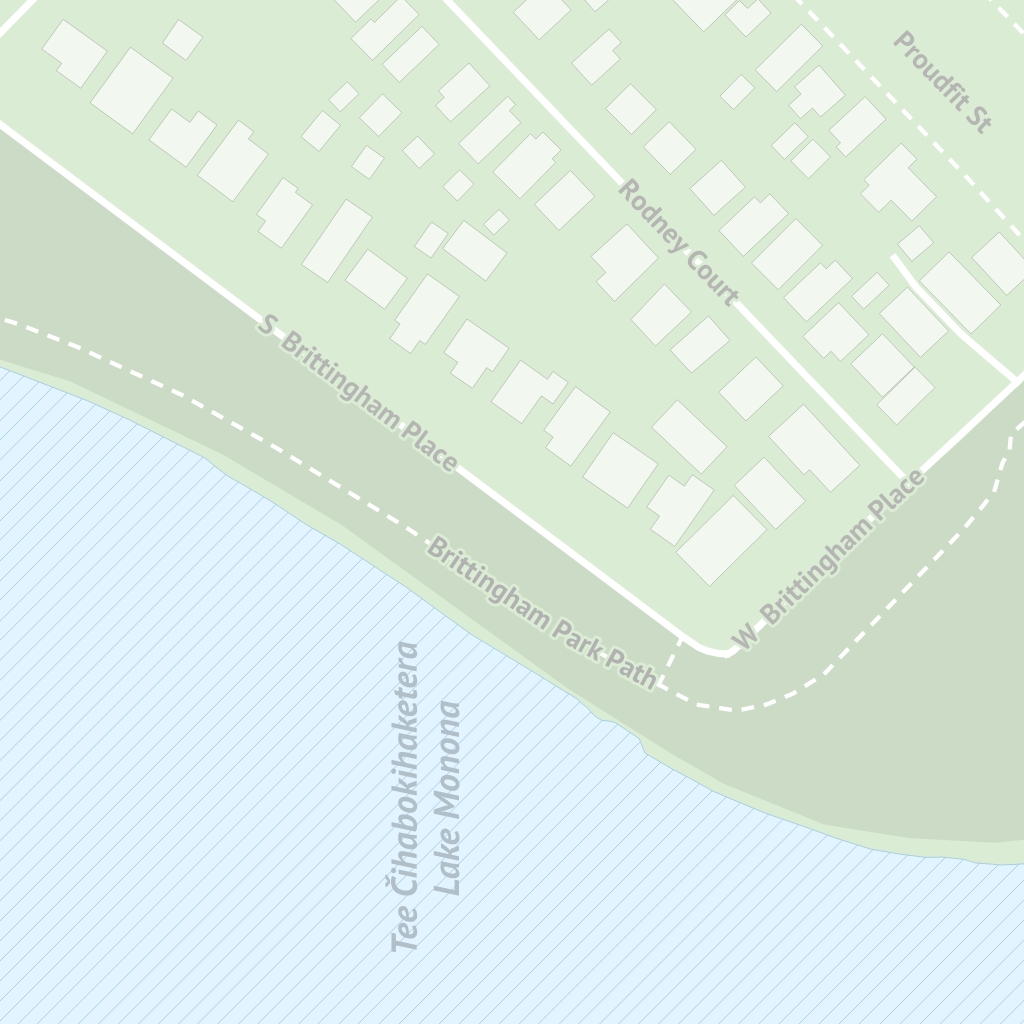 Proudfit St
Rodney Court
S Brittingham Place
W Brittingham Place
Brittingham Park Path
Tee Čihabokihaketera
Lake Monona